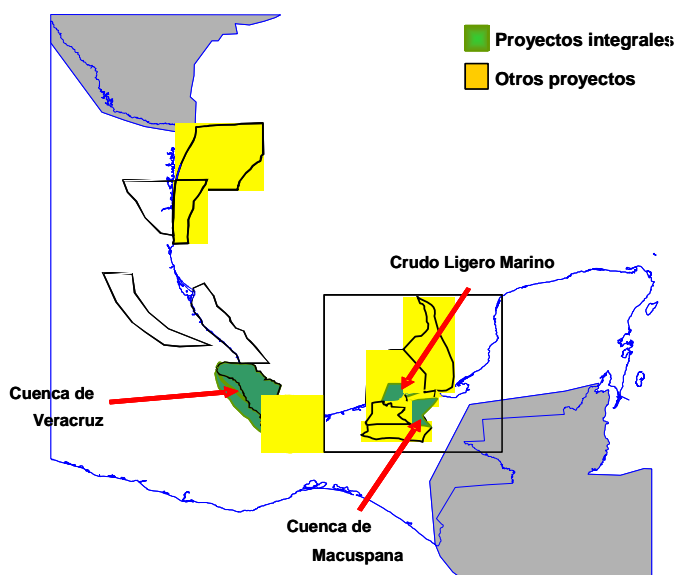 Proyectos integrales
Otros proyectos
Crudo Ligero Marino
Cuenca de
Veracruz
Cuenca de
Macuspana